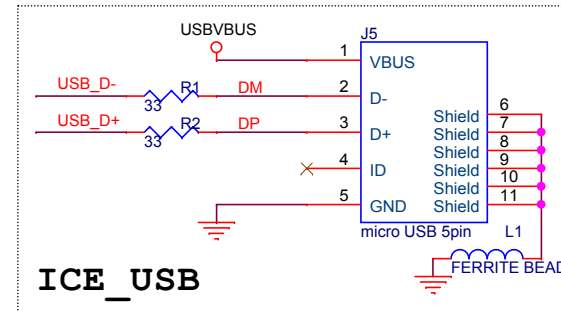 USBVBUS
J5
1
VBUS
USB_D-
R1
33
DM
2
D-
6
Shield
USB_D+
R2
33
DP
3
D+
7
Shield
8
Shield
4
ID
9
Shield
10
Shield
5
GND
11
Shield
micro USB 5pin
L1
FERRITE BEAD
ICE_USB